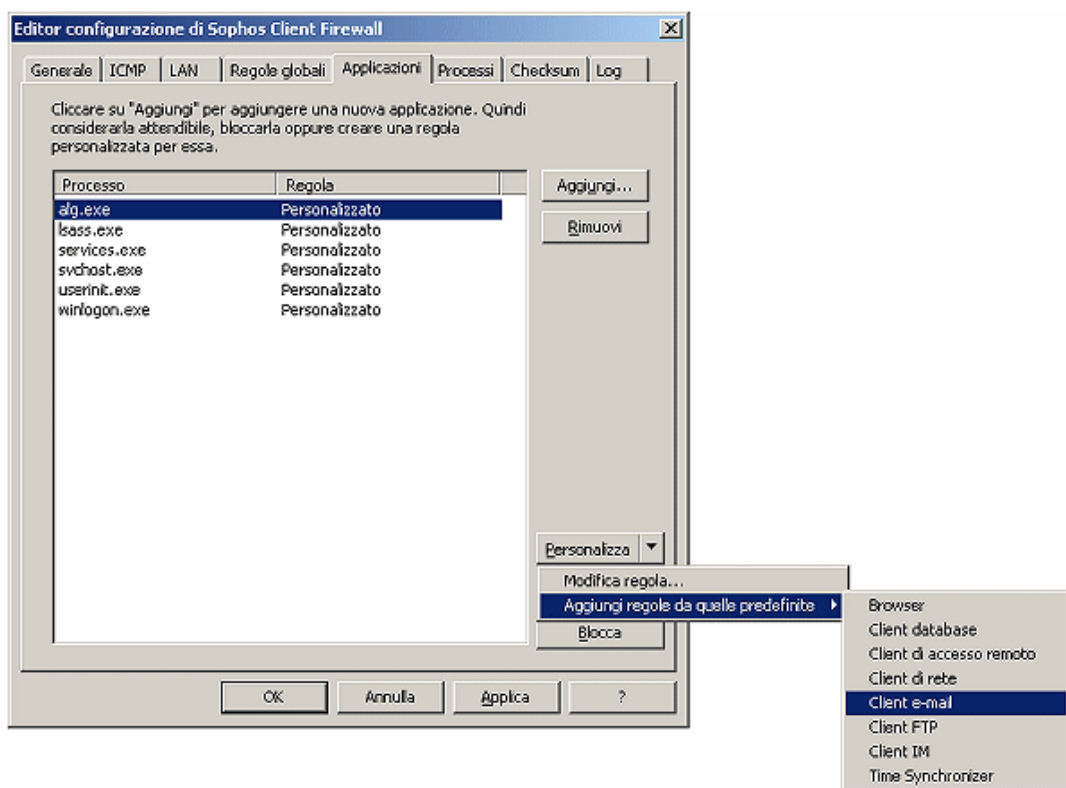 Editor configurazione di Sophos Client Firewall
Generale ICMP LAN Regole globali Applicazioni Processi Checksum Log
Cliccare su "Aggiungi" per aggiungere una nuova applicazione. Quindi
considerarla attendibile, bloccarla oppure creare una regola
personalizzata per essa.
Processo Regola
alg.exe Personalizzato
lsass.exe Personalizzato
services.exe Personalizzato
svchost.exe Personalizzato
userinit.exe Personalizzato
winlogon.exe Personalizzato
Aggiungi...
Rimuovi
Personalizza
Modifica regola...
Aggiungi regole da quelle predefinite
Blocca
Browser
Client database
Client di accesso remoto
Client di rete
Client e-mail
Client FTP
Client IM
Time Synchronizer
OK Annulla Applica ?